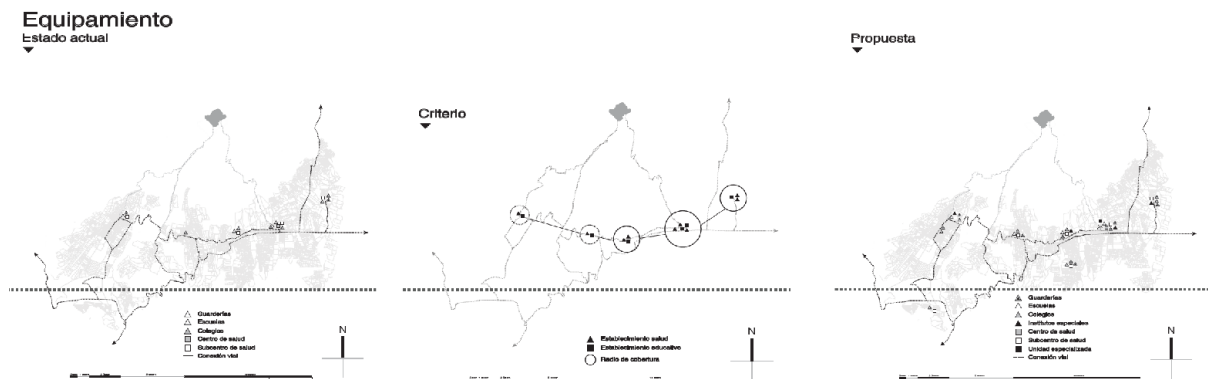 Equipamiento
Estado actual
Guarderías
Escuelas
Colegios
Centro de salud
Subcentro de salud
Conexión vial
N
Criterio
Establecimiento salud
Establecimiento educativo
Radio de cobertura
N
Propuesta
Guarderías
Escuelas
Colegios
Institutos especiales
Centro de salud
Subcentro de salud
Unidad especializada
Conexión vial
N